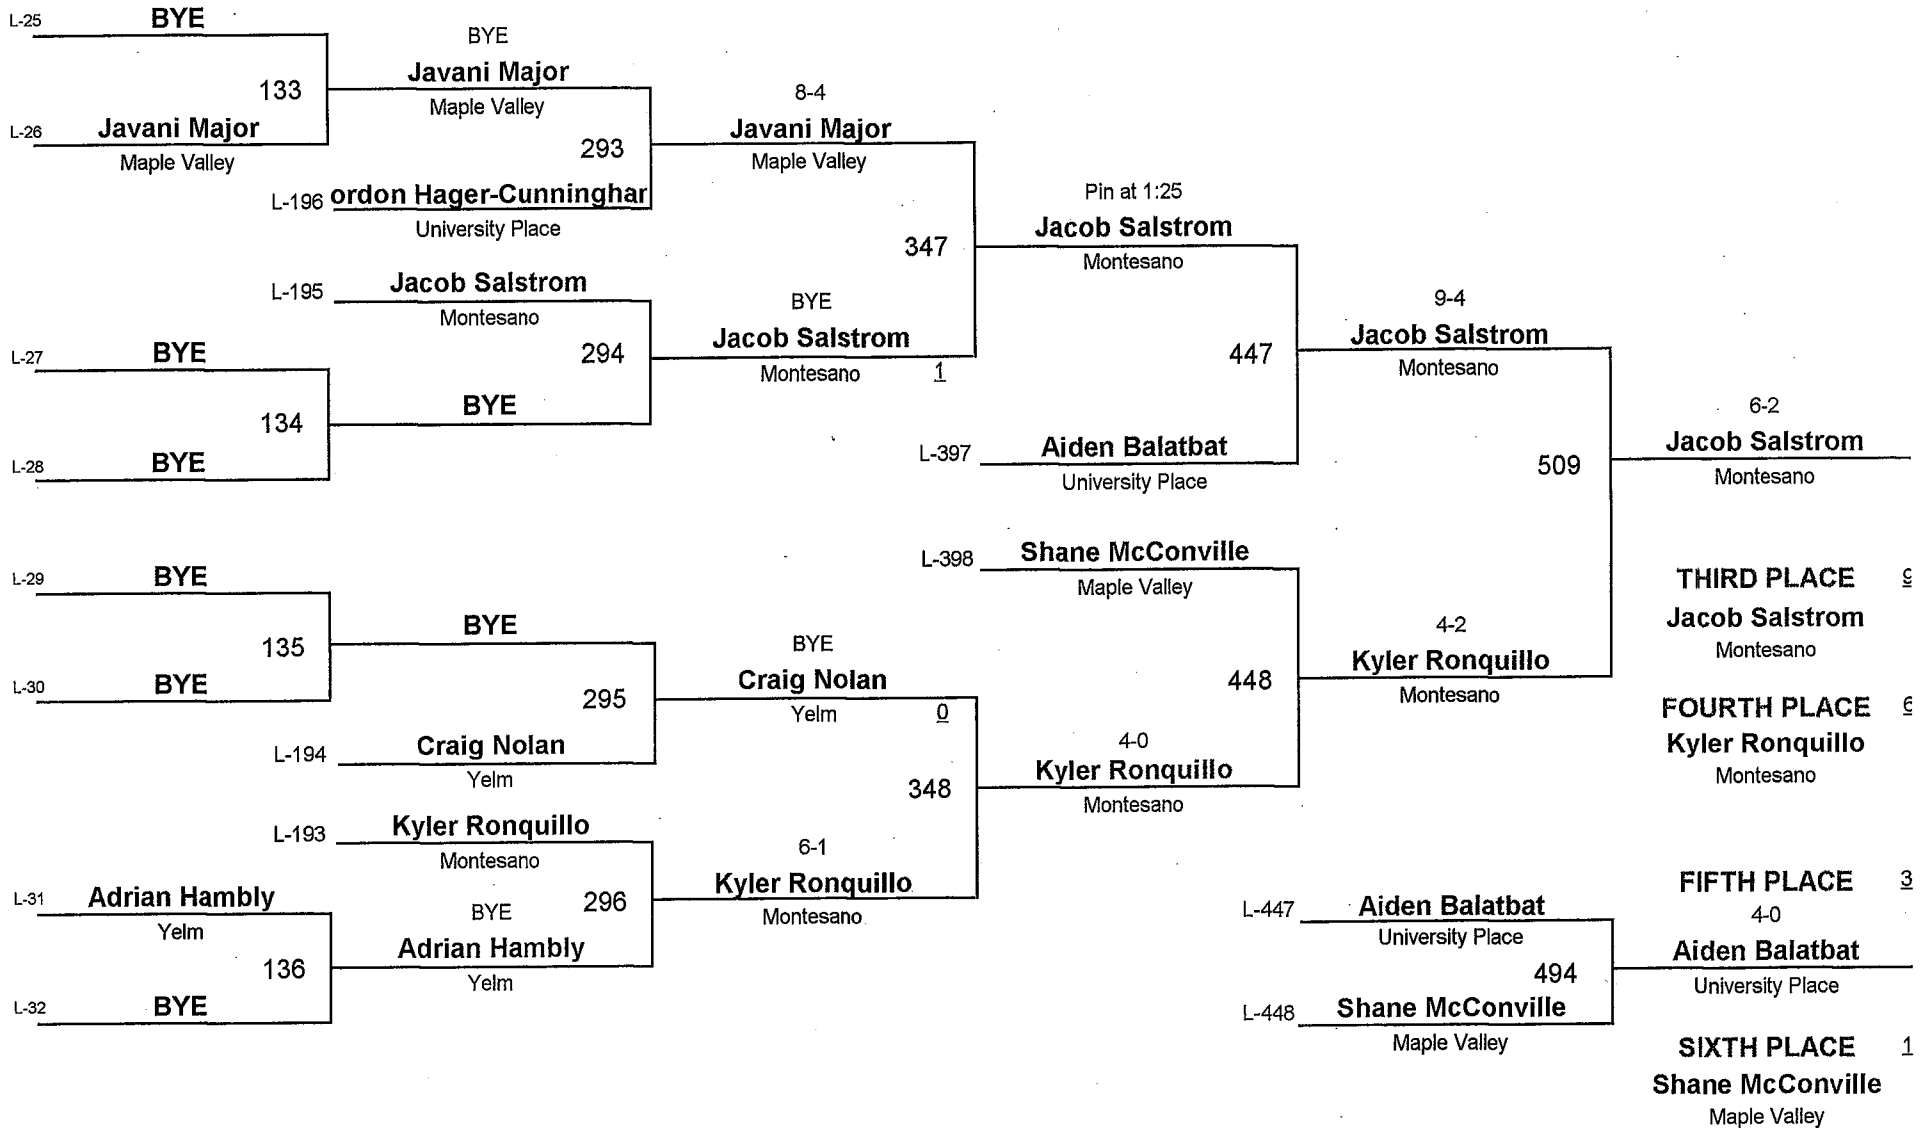 L-25 BYE
BYE
Javani Major
133
Maple Valley
L-26 Javani Major
Maple Valley
8-4
Javani Major
293
Maple Valley
L-196 ordon Hager-Cunninghar
University Place
Pin at 1:25
Jacob Salstrom
347
Montesano
L-195 Jacob Salstrom
Montesano
BYE
Jacob Salstrom
294
Montesano 1
L-27 BYE
134
BYE
L-28 BYE
9-4
Jacob Salstrom
447
Montesano
L-397 Aiden Balatbat
University Place
6-2
Jacob Salstrom
509
Montesano
L-398 Shane McConville
Maple Valley
L-29 BYE
135
BYE
L-30 BYE
BYE
Craig Nolan
295
Yelm 0
L-194 Craig Nolan
Yelm
4-2
Kyler Ronquillo
448
Montesano
4-0
Kyler Ronquillo
348
Montesano
L-193 Kyler Ronquillo
Montesano
6-1
Kyler Ronquillo
296
Montesano
L-31 Adrian Hambly
Yelm
BYE
Adrian Hambly
136
Yelm
L-32 BYE
THIRD PLACE 9
Jacob Salstrom
Montesano
FOURTH PLACE 6
Kyler Ronquillo
Montesano
FIFTH PLACE 3
4-0
L-447 Aiden Balatbat
University Place
494
Aiden Balatbat
University Place
L-448 Shane McConville
Maple Valley
SIXTH PLACE 1
Shane McConville
Maple Valley